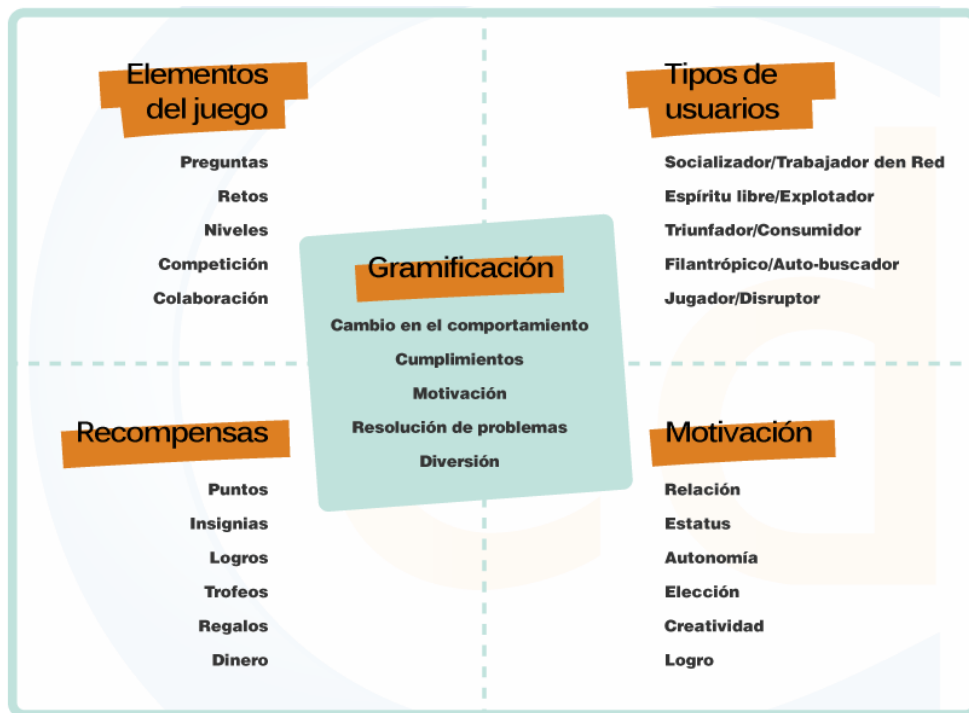 Elementos
del juego
Preguntas
Retos
Niveles
Competición
Colaboración
Tipos de
usuarios
Socializador/Trabajador den Red
Espíritu libre/Explotador
Triunfador/Consumidor
Filantrópico/Auto-buscador
Jugador/Disruptor
Gramificación
Cambio en el comportamiento
Cumplimientos
Motivación
Resolución de problemas
Diversión
Recompensas
Puntos
Insignias
Logros
Trofeos
Regalos
Dinero
Motivación
Relación
Estatus
Autonomía
Elección
Creatividad
Logro